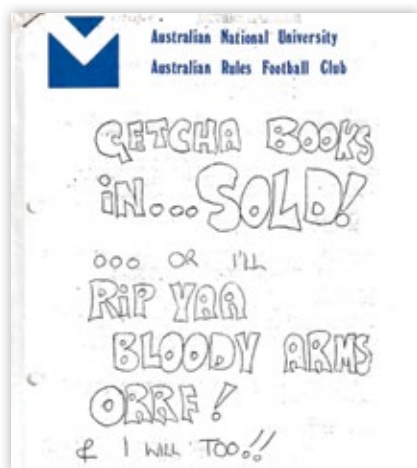 Australian National University
Australian Rules Football Club
GETCHA BOOKS
iN...SOLD!
... OR I'LL
RiP YAA
BLOODY ARMS
ORRF!
& I WILL TOO!!